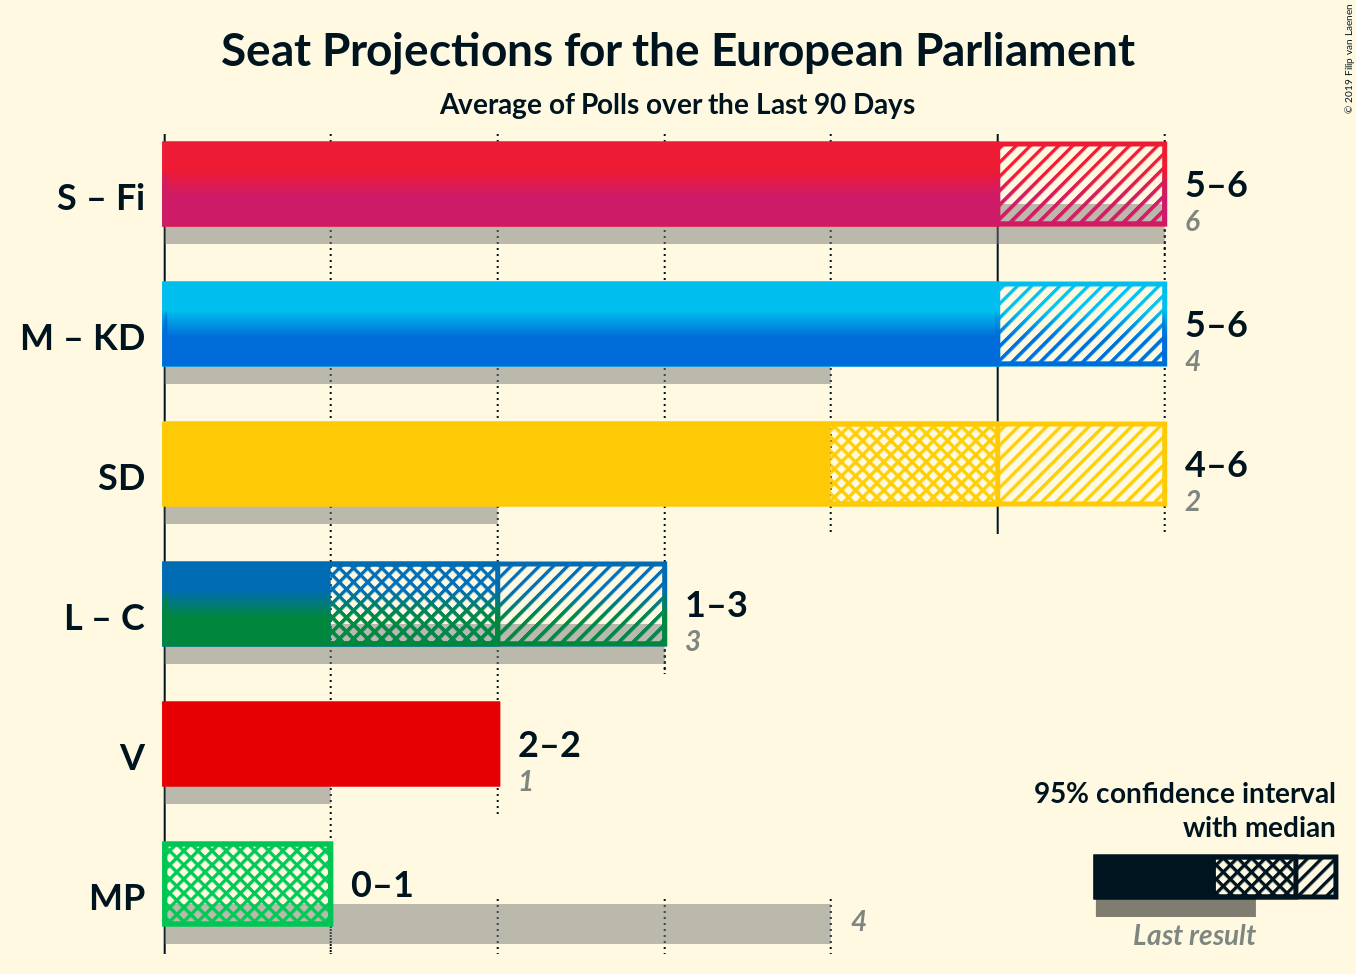 Seat Projections for the European Parliament
Average of Polls over the Last 90 Days
© 2019 Filip van Laenen
S – Fi
5–6
6
M – KD
5–6
4
SD
4–6
2
L – C
1–3
3
V
2–2
1
MP
0–1
4
95% confidence interval
with median
Last result